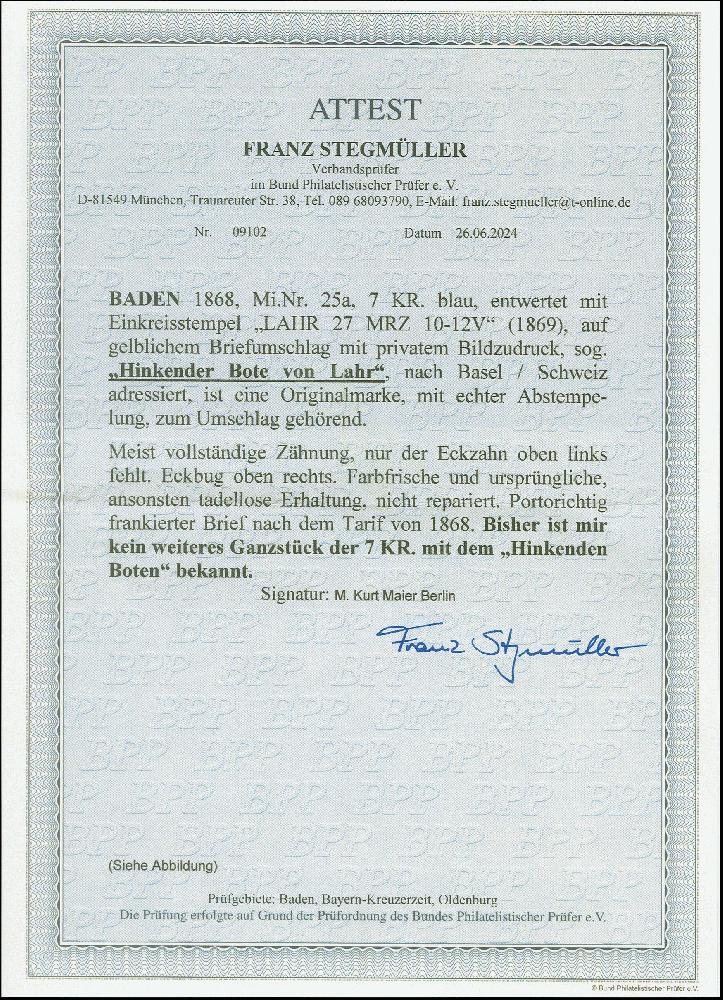 ATTEST
FRANZ STEGMÜLLER
Verbandsprüfer
im Bund Philatelistischer Prüfer e. V.
D-81549 München, Traunreuter Str. 38, Tel. 089 68093790, E-Mail: franz.stegmueller@t-online.de
Nr. 09102 Datum 26.06.2024
BADEN 1868, Mi.Nr. 25a, 7 KR. blau, entwertet mit
Einkreisstempel „LAHR 27 MRZ 10-12V“ (1869), auf
gelblichem Briefumschlag mit privatem Bildzudruck, sog.
„Hinkender Bote von Lahr“, nach Basel / Schweiz
adressiert, ist eine Originalmarke, mit echter Abstempe-
lung, zum Umschlag gehörend.
Meist vollständige Zähnung, nur der Eckzahn oben links
fehlt. Eckbug oben rechts. Farbfrische und ursprüngliche,
ansonsten tadellose Erhaltung, nicht repariert. Portorichtig
frankierter Brief nach dem Tarif von 1868. Bisher ist mir
kein weiteres Ganzstück der 7 KR. mit dem „Hinkenden
Boten“ bekannt.
Signatur: M. Kurt Maier Berlin
Franz Stegmüller
(Siehe Abbildung)
Prüfgebiete: Baden, Bayern-Kreuzerzeit, Oldenburg
Die Prüfung erfolgte auf Grund der Prüfordnung des Bundes Philatelistischer Prüfer e.V.
© Bund Philatelistischer Prüfer e.V.